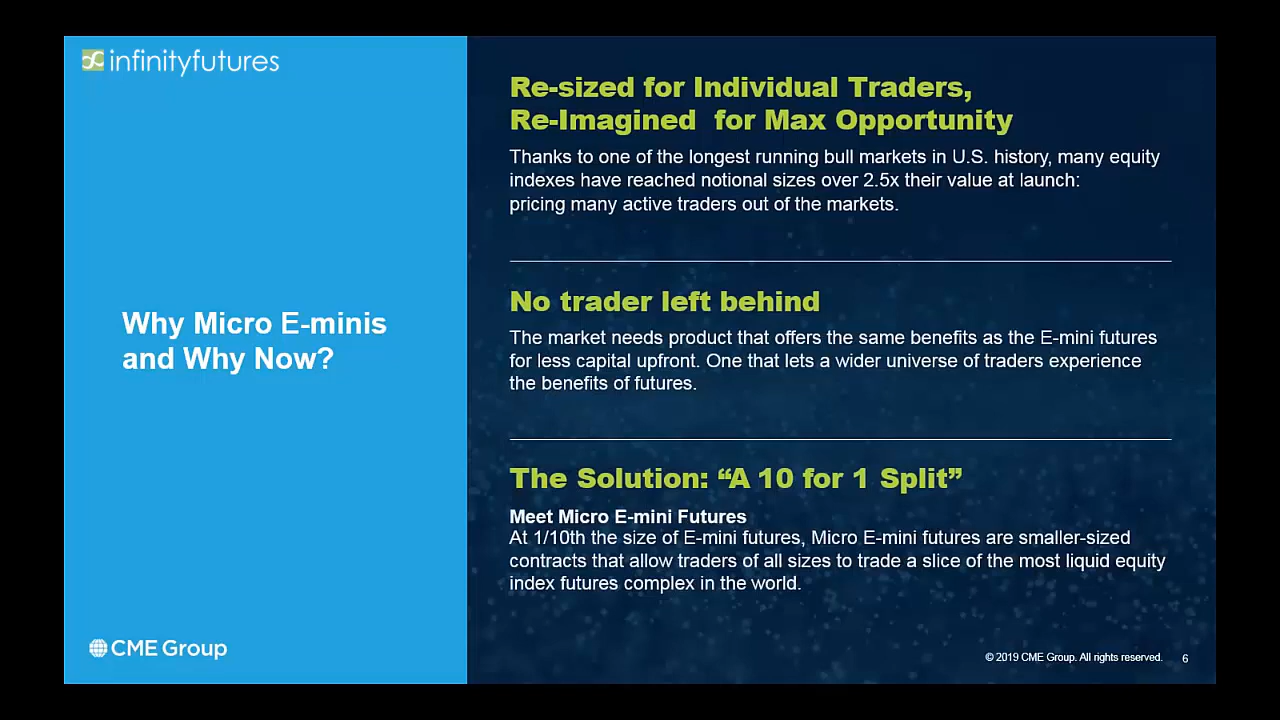 infinityfutures
Why Micro E-minis
and Why Now?
CME Group
Re-sized for Individual Traders,
Re-Imagined for Max Opportunity
Thanks to one of the longest running bull markets in U.S. history, many equity
indexes have reached notional sizes over 2.5x their value at launch:
pricing many active traders out of the markets.
No trader left behind
The market needs product that offers the same benefits as the E-mini futures
for less capital upfront. One that lets a wider universe of traders experience
the benefits of futures.
The Solution: “A 10 for 1 Split”
Meet Micro E-mini Futures
At 1/10th the size of E-mini futures, Micro E-mini futures are smaller-sized
contracts that allow traders of all sizes to trade a slice of the most liquid equity
index futures complex in the world.
© 2019 CME Group. All rights reserved. 6